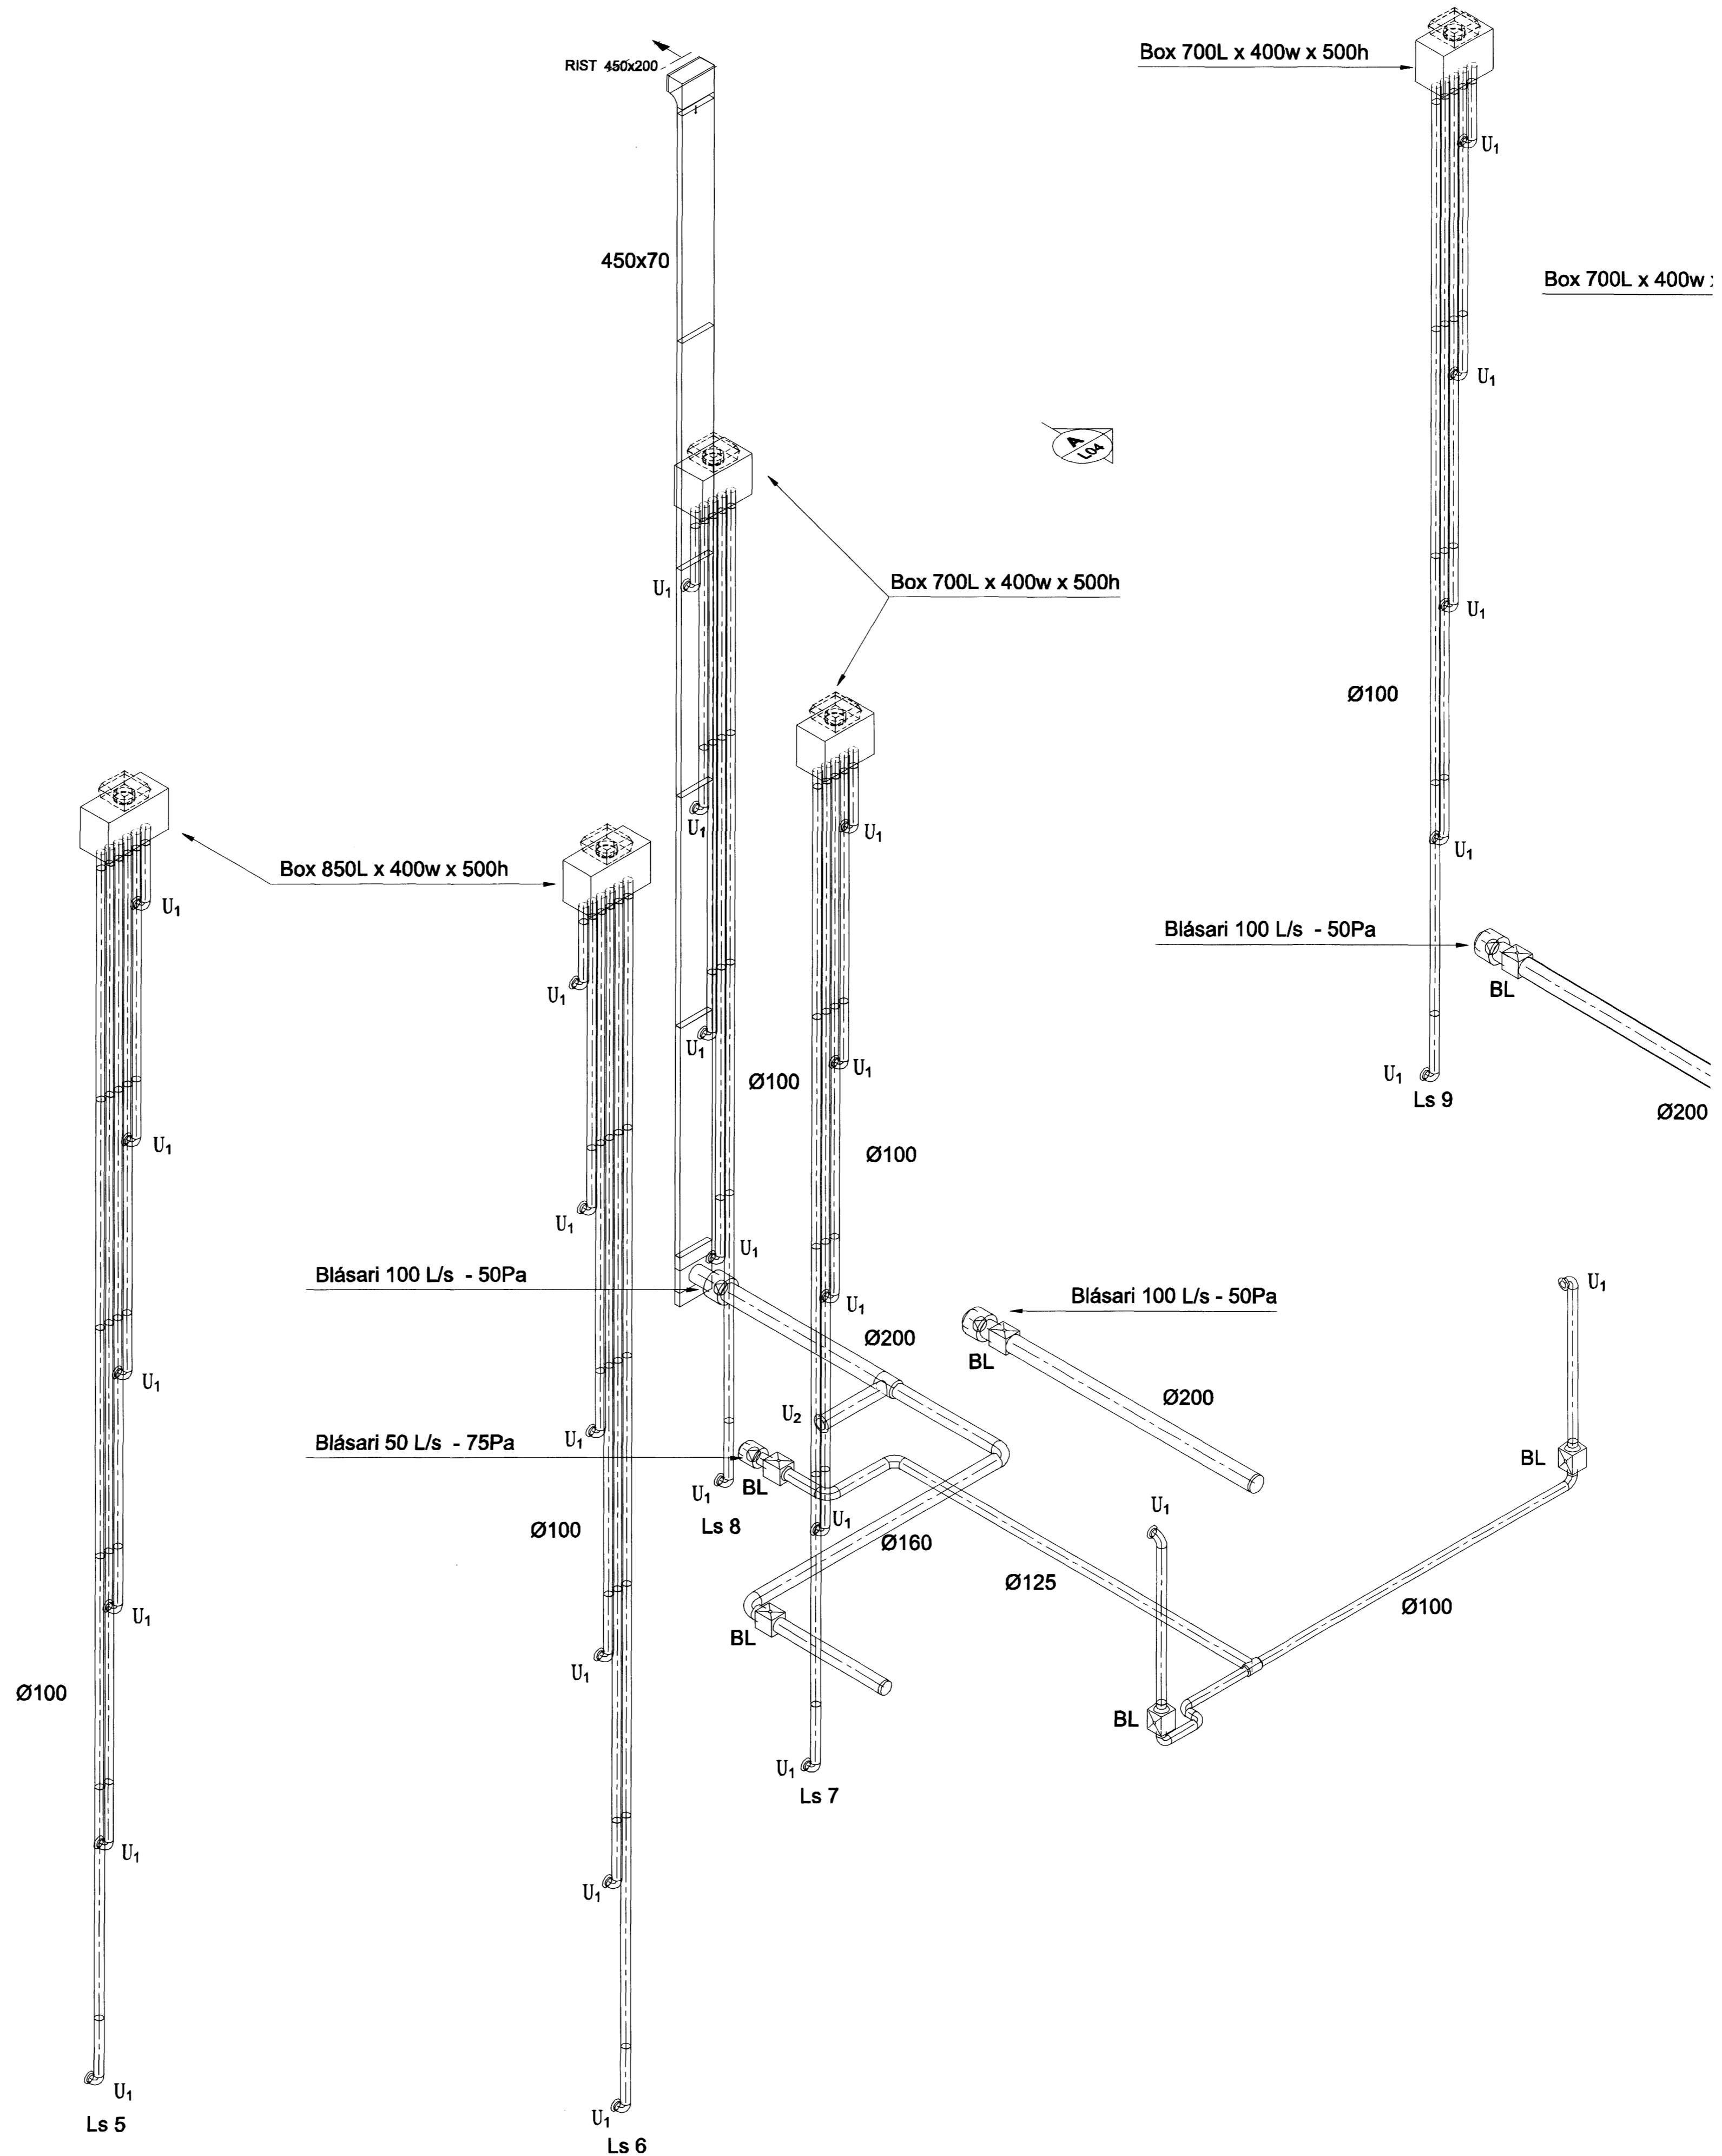 Box 700L x 400w x 500h
RIST 450x200
U₁
450x70
Box 700L x 400w x
U₁
A
L04
Box 700L x 400w x 500h
U₁
U₁
Ø100
U₁
U₁
U₁
Box 850L x 400w x 500h
U₁
Blásari 100 L/s - 50Pa
U₁
BL
U₁
U₁
U₁
Ø100
Ls 9
Ø200
U₁
Ø100
U₁
U₁
Blásari 100 L/s - 50Pa
U₁
Blásari 100 L/s - 50Pa
U₁
Ø200
BL
U₁
Ø200
U₂
U₁
Blásari 50 L/s - 75Pa
BL
BL
U₁
U₁
Ls 8
U₁
Ø100
Ø160
Ø125
Ø100
U₁
BL
U₁
Ø100
BL
U₁
Ls 7
U₁
U₁
U₁
Ls 5
U₁
Ls 6